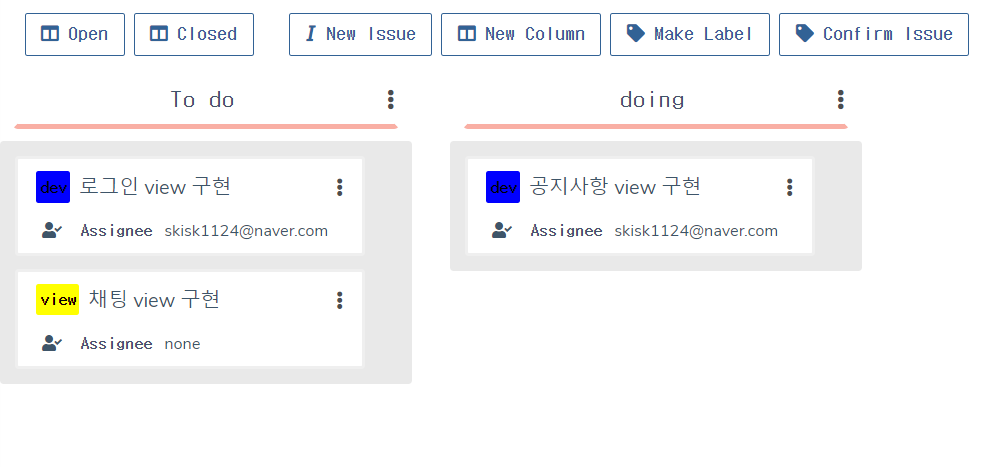 Open Closed New Issue New Column Make Label Confirm Issue
To do
dev 로그인 view 구현
Assignee skisk1124@naver.com
view 채팅 view 구현
Assignee none
doing
dev 공지사항 view 구현
Assignee skisk1124@naver.com